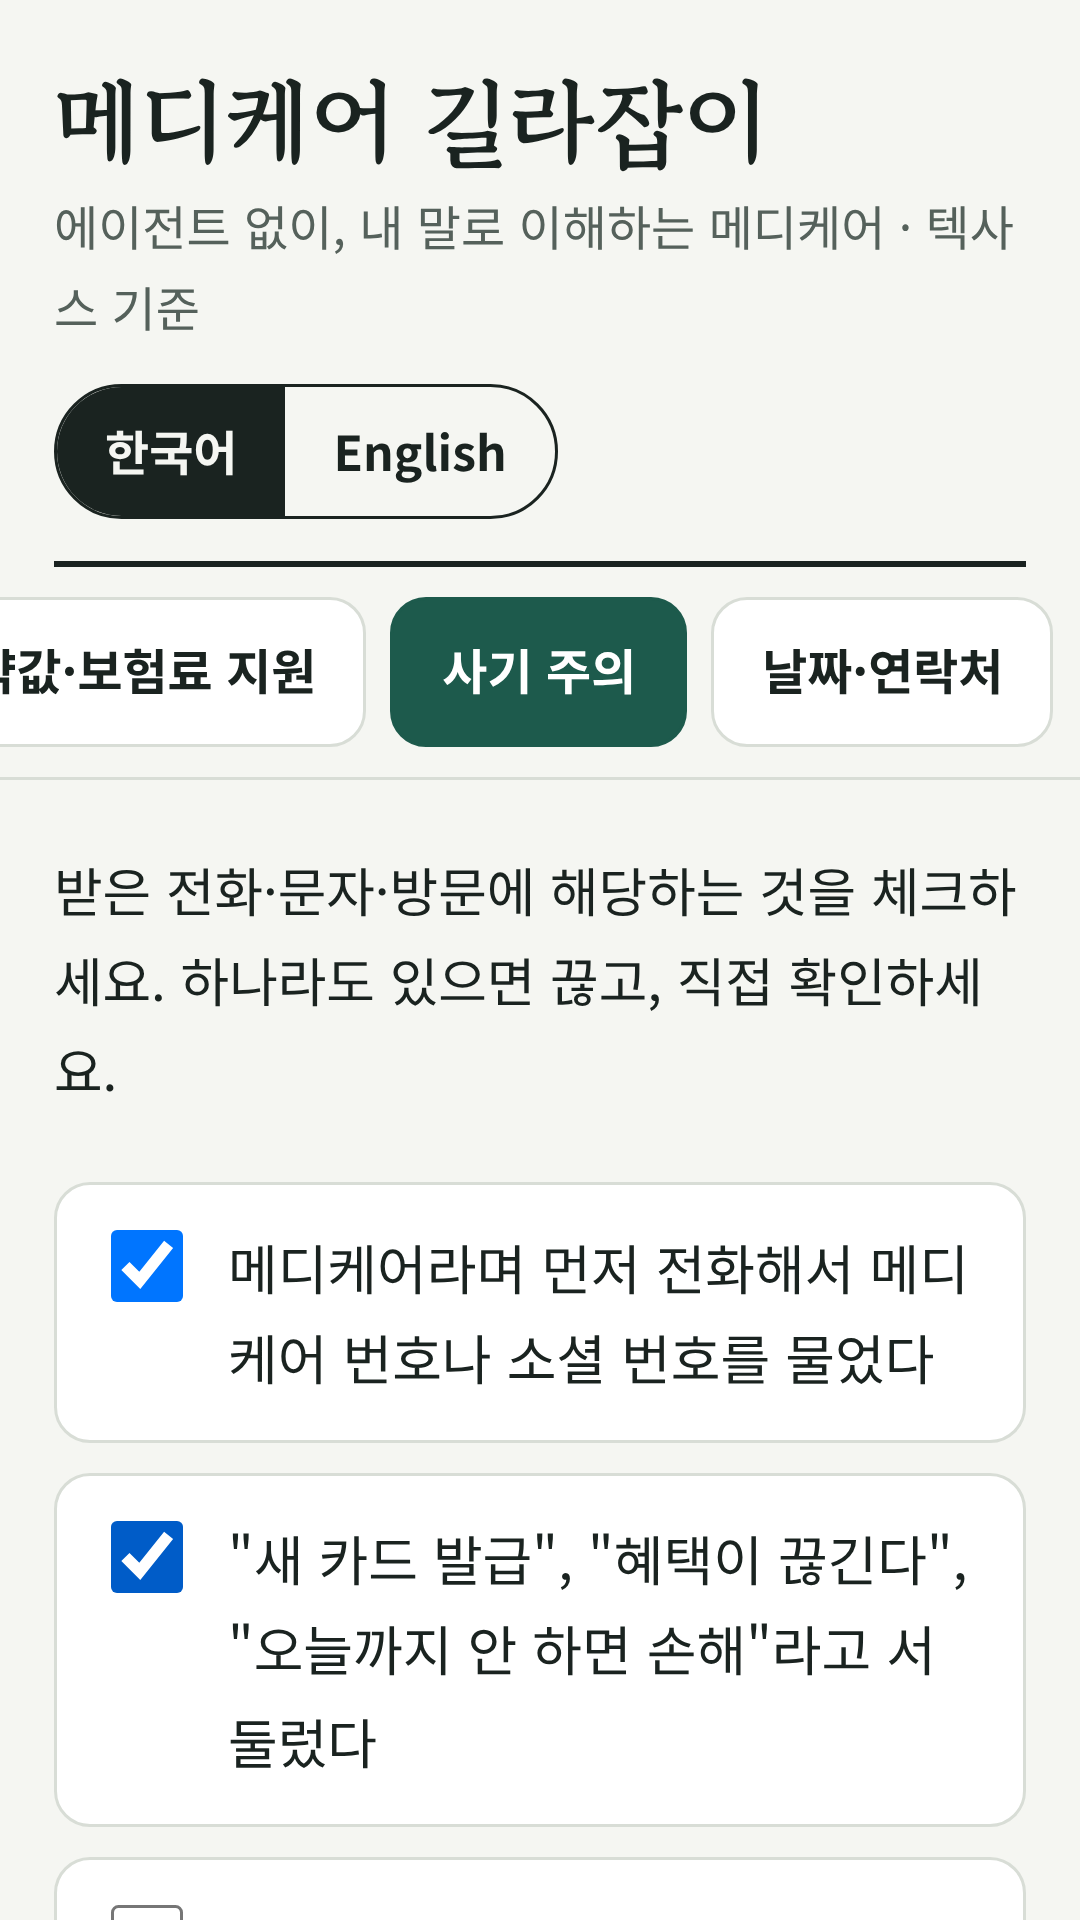 메디케어 길라잡이
에이전트 없이, 내 말로 이해하는 메디케어 · 텍사
스 기준
한국어 English
약값·보험료 지원 사기 주의 날짜·연락처
받은 전화·문자·방문에 해당하는 것을 체크하
세요. 하나라도 있으면 끊고, 직접 확인하세
요.
메디케어라며 먼저 전화해서 메디
케어 번호나 소셜 번호를 물었다
"새 카드 발급", "혜택이 끊긴다",
"오늘까지 안 하면 손해"라고 서
둘렀다